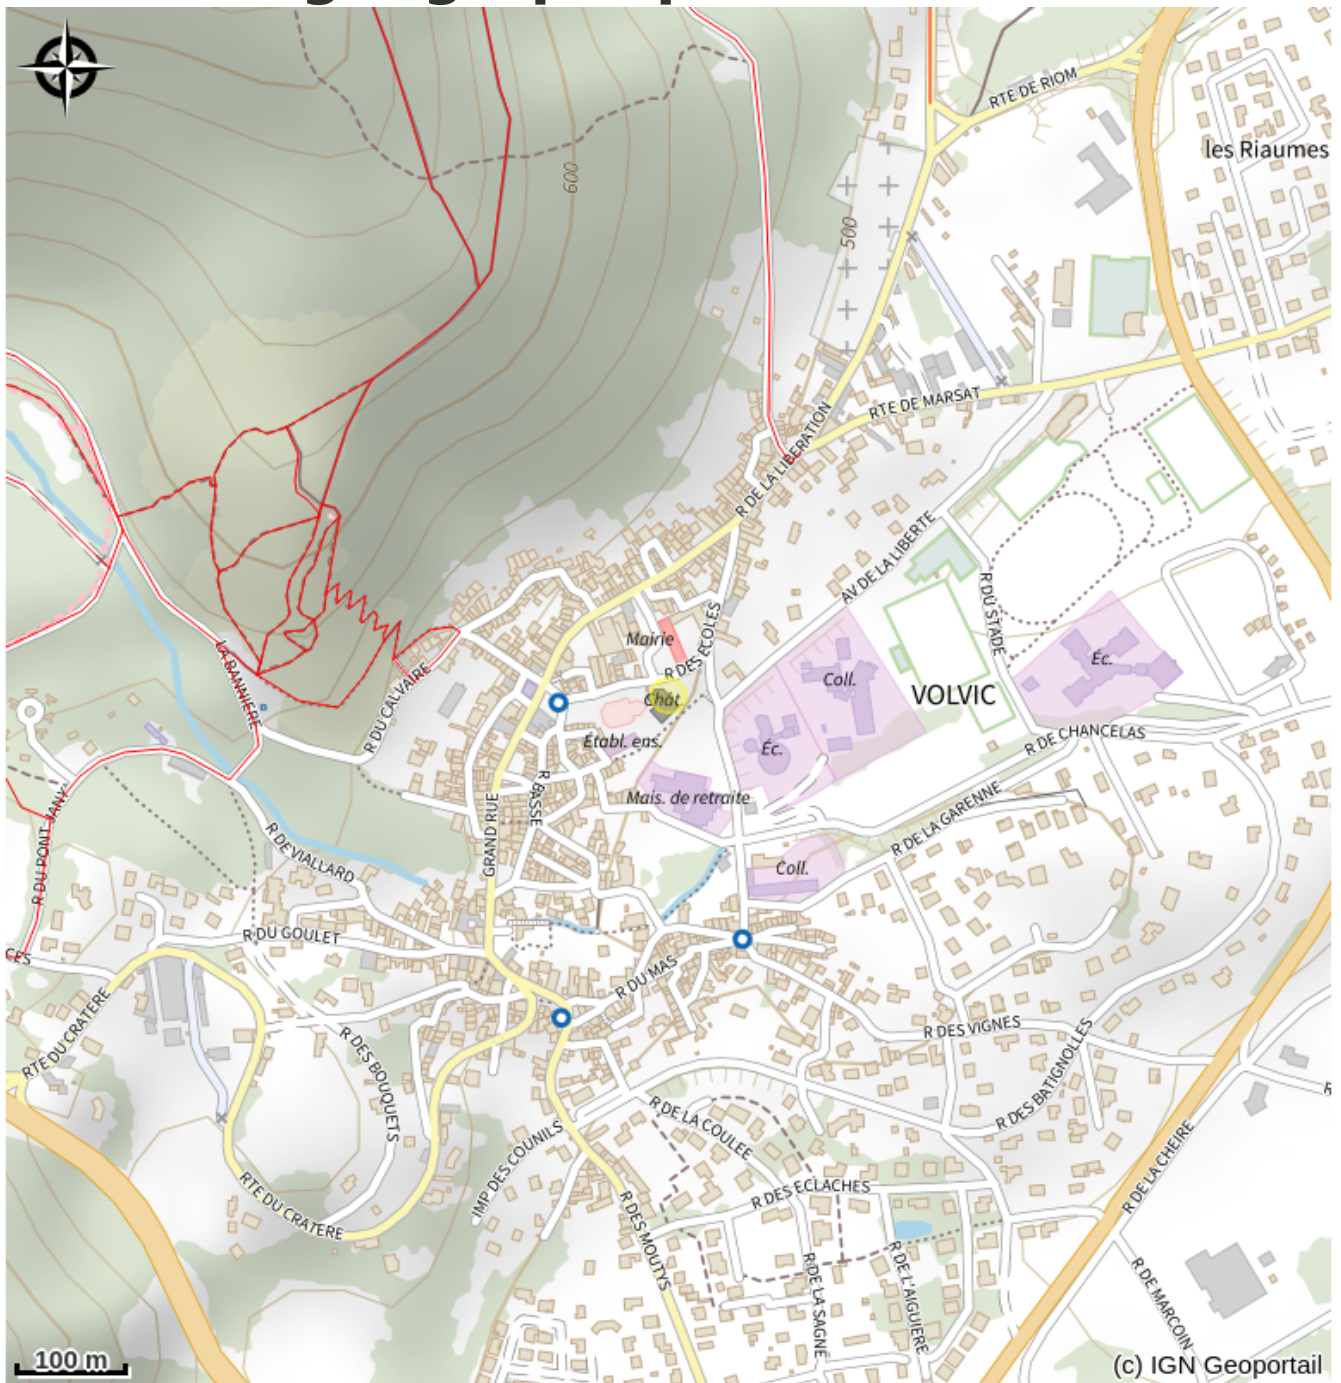 RTE DE RIOM
les Riaumes
600
500
RTE DE MARSAT
R DE LA LIBERATION
AV DE LA LIBERTE
R DU STADE
Mairie
R DES ECOLES
Éc.
Coll.
LA BANNIERE
R DU CALVAIRE
Chât.
VOLVIC
Établ. ens.
Éc.
R DE CHANCELAS
R BASSE
Mais. de retraite
R DU PONT JANY
GRAND RUE
R DE LA GARENNE
R DEVIALLARD
Coll.
R DU GOULET
CES
R DU MAS
RTE DU CRATERE
R DES VIGNES
R DES BOUQUETS
R DES BATIGNOLLES
R DE LA COULEE
IMP DES COUNILS
R DE LA CHEIRE
R DES ECLACHES
RTE DU CRATERE
R DES MOUTYS
R DE LA SAGNE
R DE L'AIGUIERE
R DE MARCOIN
R
100 m
(c) IGN Geoportail